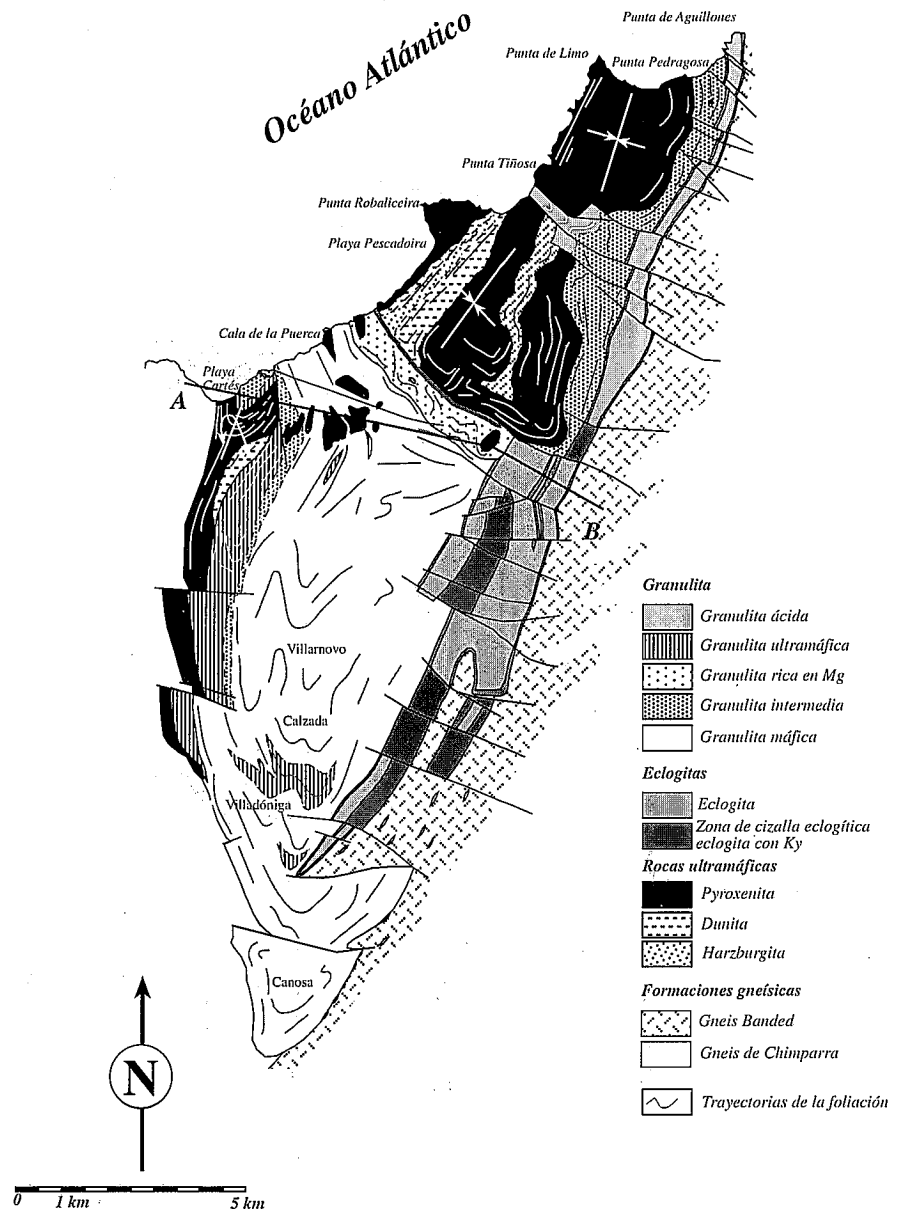 Punta de Aguillones
Océano Atlántico
Punta de Limo
Punta Pedragosa
Punta Tiñosa
Punta Robaliceira
Playa Pescadoira
Cala de la Puerca
Playa
Cartés
A
B
Villarnovo
Calzada
Villadóniga
Canosa
Granulita
Granulita ácida
Granulita ultramáfica
Granulita rica en Mg
Granulita intermedia
Granulita máfica
Eclogitas
Eclogita
Zona de cizalla eclogítica
eclogita con Ky
Rocas ultramáficas
Pyroxenita
Dunita
Harzburgita
Formaciones gneísicas
Gneis Banded
Gneis de Chimparra
Trayectorias de la foliación
N
0 1 km 5 km